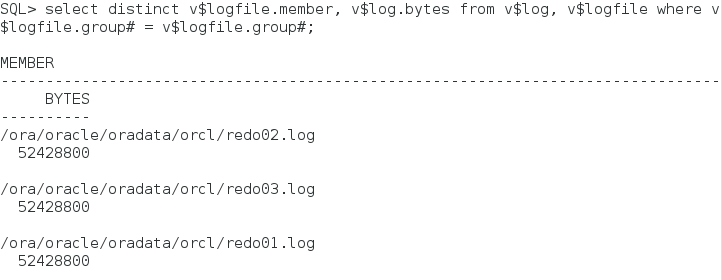 SQL> select distinct v$logfile.member, v$log.bytes from v$log, v$logfile where v
$logfile.group# = v$logfile.group#;
MEMBER
--------------------------------------------------------------------------------
     BYTES
----------
/ora/oracle/oradata/orcl/redo02.log
  52428800
/ora/oracle/oradata/orcl/redo03.log
  52428800
/ora/oracle/oradata/orcl/redo01.log
  52428800